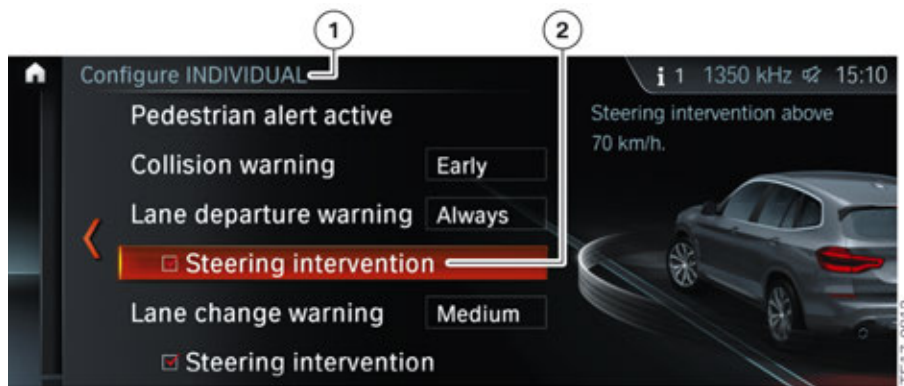 1
2
Configure INDIVIDUAL
i 1 1350 kHz 15:10
Pedestrian alert active
Collision warning Early
Lane departure warning Always
Steering intervention
Lane change warning Medium
Steering intervention
Steering intervention above
70 km/h.